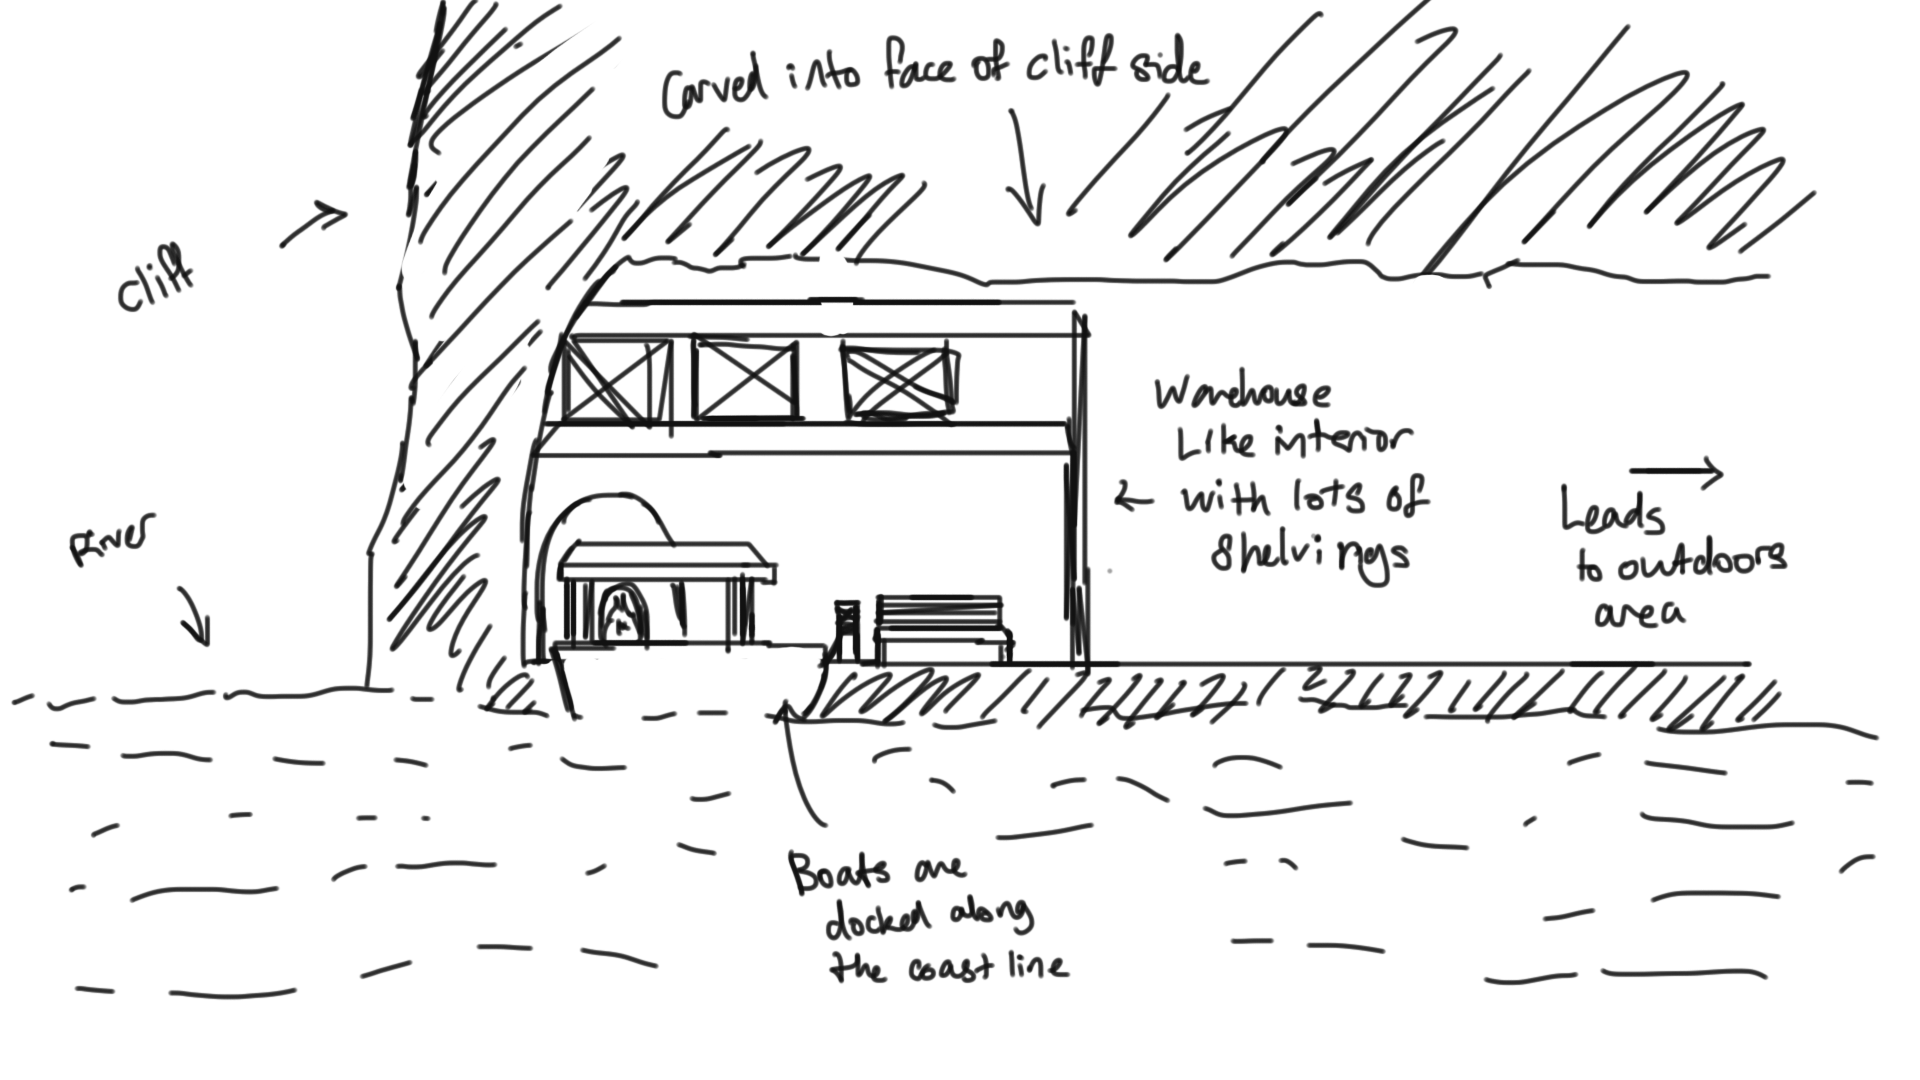 Carved into face of cliff side
cliff
River
Warehouse
Like interior
with lots of
shelvings
Leads
to outdoors
area
Boats are
docked along
the coast line